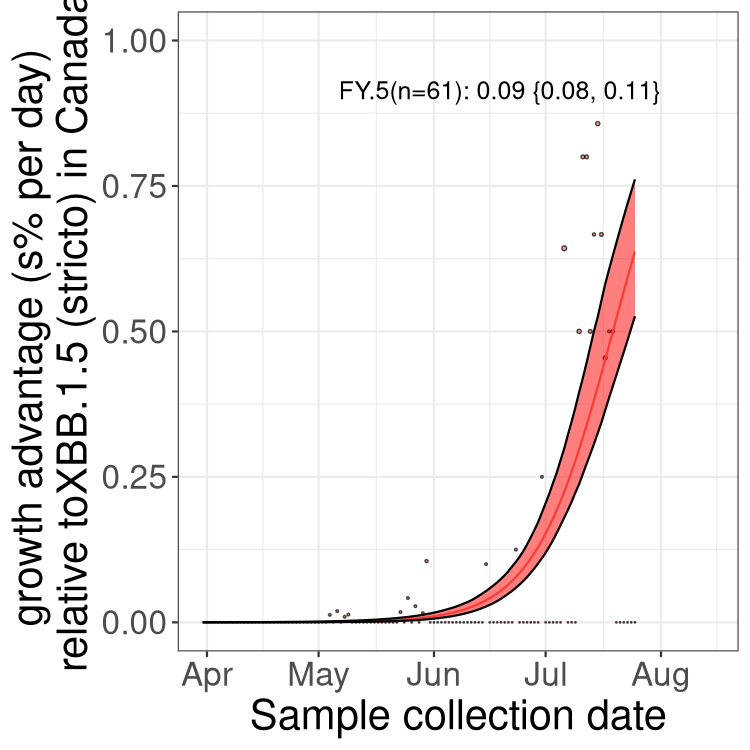 growth advantage (s% per day)
relative toXBB.1.5 (stricto) in Canada
1.00
0.75
0.50
0.25
0.00
FY.5(n=61): 0.09 {0.08, 0.11}
Apr May Jun Jul Aug
Sample collection date